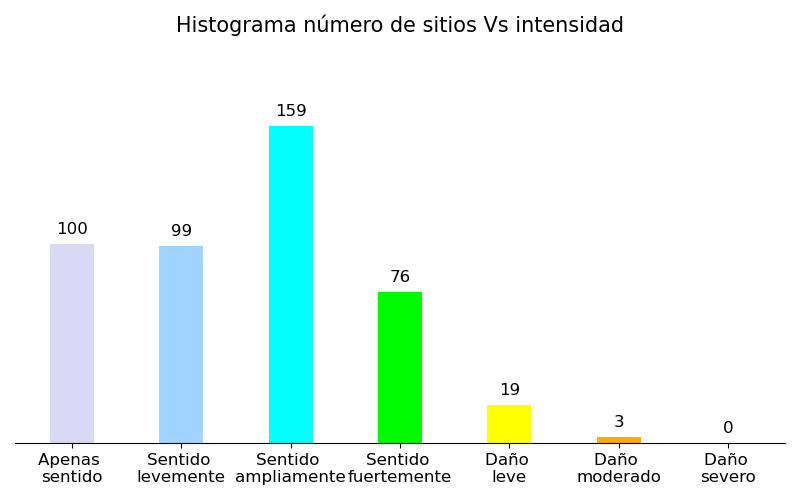 Histograma número de sitios Vs intensidad
100
99
159
76
19
3
0
Apenas sentido
Sentido levemente
Sentido ampliamente
Sentido fuertemente
Daño leve
Daño moderado
Daño severo